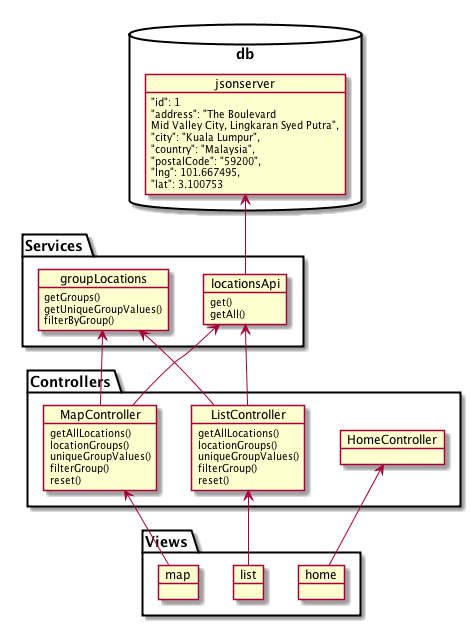 db
jsonserver
"id": 1
"address": "The Boulevard
Mid Valley City, Lingkaran Syed Putra",
"city": "Kuala Lumpur",
"country": "Malaysia",
"postalCode": "59200",
"lng": 101.667495,
"lat": 3.100753
Services
groupLocations
getGroups()
getUniqueGroupValues()
filterByGroup()
locationsApi
get()
getAll()
Controllers
MapController
getAllLocations()
locationGroups()
uniqueGroupValues()
filterGroup()
reset()
ListController
getAllLocations()
locationGroups()
uniqueGroupValues()
filterGroup()
reset()
HomeController
Views
map
list
home